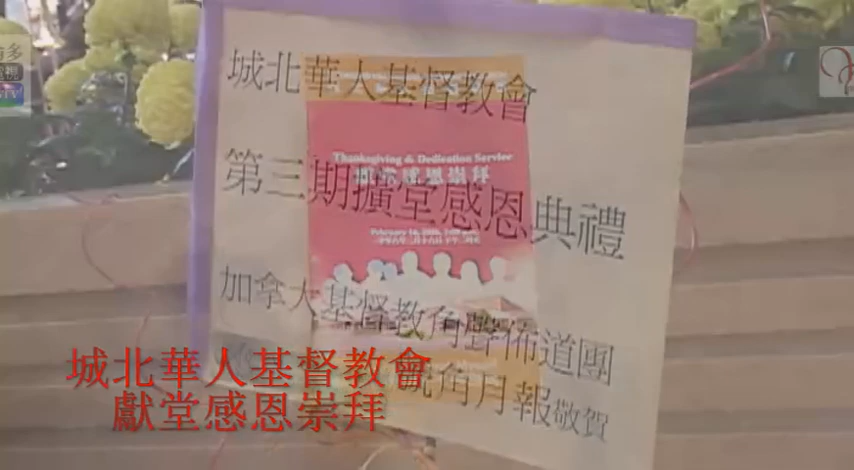 城北華人基督教會
Thanksgiving & Dedication Service
第三期擴堂感恩典禮
加拿大基督教角聲佈道團
號角月報敬賀
城北華人基督教會
獻堂感恩崇拜